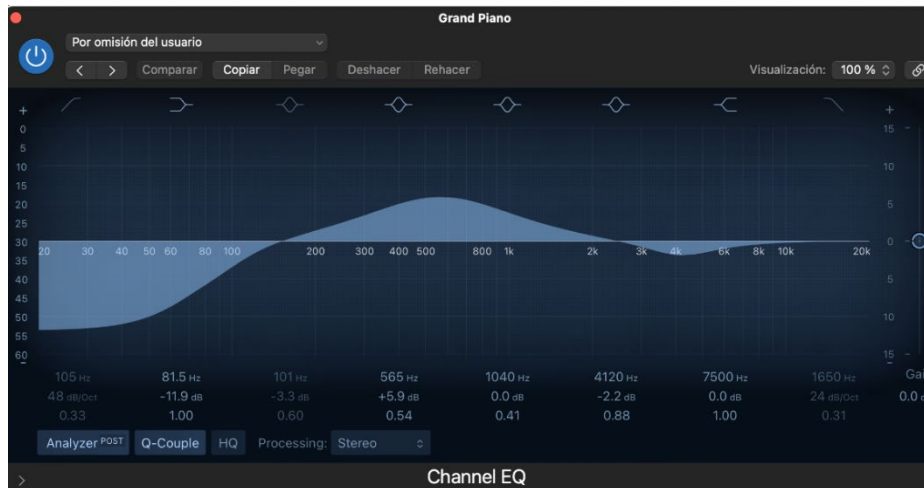 Grand Piano
Por omisión del usuario
Comparar Copiar Pegar Deshacer Rehacer Visualización: 100 %
+ +
0 15
5
10
15
20 5
25
30 0
20 30 40 50 60 80 100 200 300 400 500 800 1k 2k 3k 4k 6k 8k 10k 20k
35
40 5
45
50 10
55
60 15
- -
105 Hz 81.5 Hz 101 Hz 565 Hz 1040 Hz 4120 Hz 7500 Hz 1650 Hz Gai
48 dB/Oct -11.9 dB -3.3 dB +5.9 dB 0.0 dB -2.2 dB 0.0 dB 24 dB/Oct 0.0 d
0.33 1.00 0.60 0.54 0.41 0.88 1.00 0.31
Analyzer POST Q-Couple HQ Processing: Stereo
Channel EQ